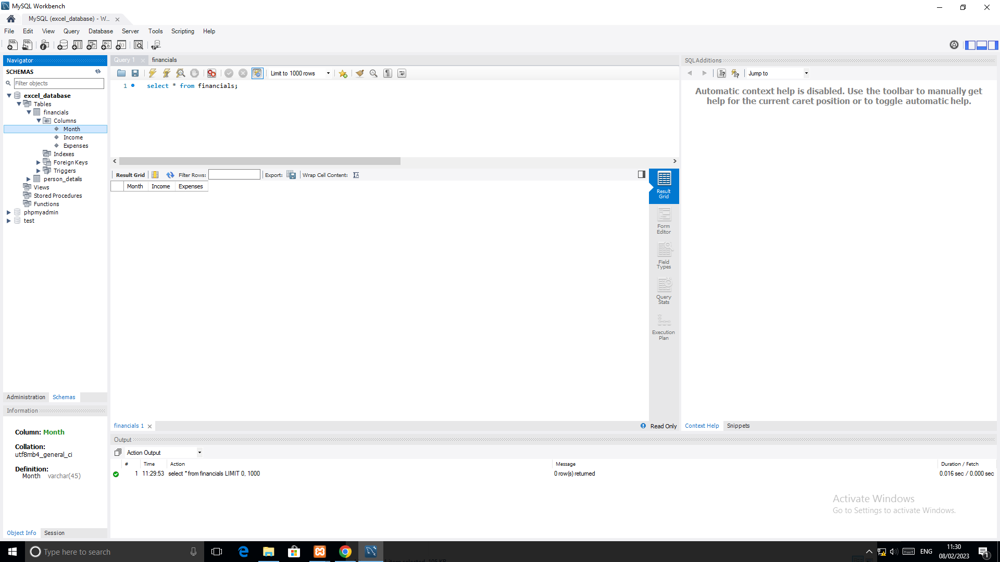 MySQL Workbench
MySQL (excel_database) - W...
File Edit View Query Database Server Tools Scripting Help
Navigator
SCHEMAS
Filter objects
excel_database
Tables
financials
Columns
Month
Income
Expenses
Indexes
Foreign Keys
Triggers
person_details
Views
Stored Procedures
Functions
phpmyadmin
test
Administration Schemas
Information
Column: Month
Collation:
utf8mb4_general_ci
Definition:
Month varchar(45)
Object Info Session
Query 1 financials
Limit to 1000 rows
1 select * from financials;
Result Grid Filter Rows: Export: Wrap Cell Content:
Month Income Expenses
Result
Grid
Form
Editor
Field
Types
Query
Stats
Execution
Plan
financials 1 Read Only
SQLAdditions
Jump to
Automatic context help is disabled. Use the toolbar to manually get
help for the current caret position or to toggle automatic help.
Context Help Snippets
Output
Action Output
# Time Action Message Duration / Fetch
1 11:29:53 select * from financials LIMIT 0, 1000 0 row(s) returned 0.016 sec / 0.000 sec
Activate Windows
Go to Settings to activate Windows.
Type here to search
ENG
11:30
08/02/2023
1